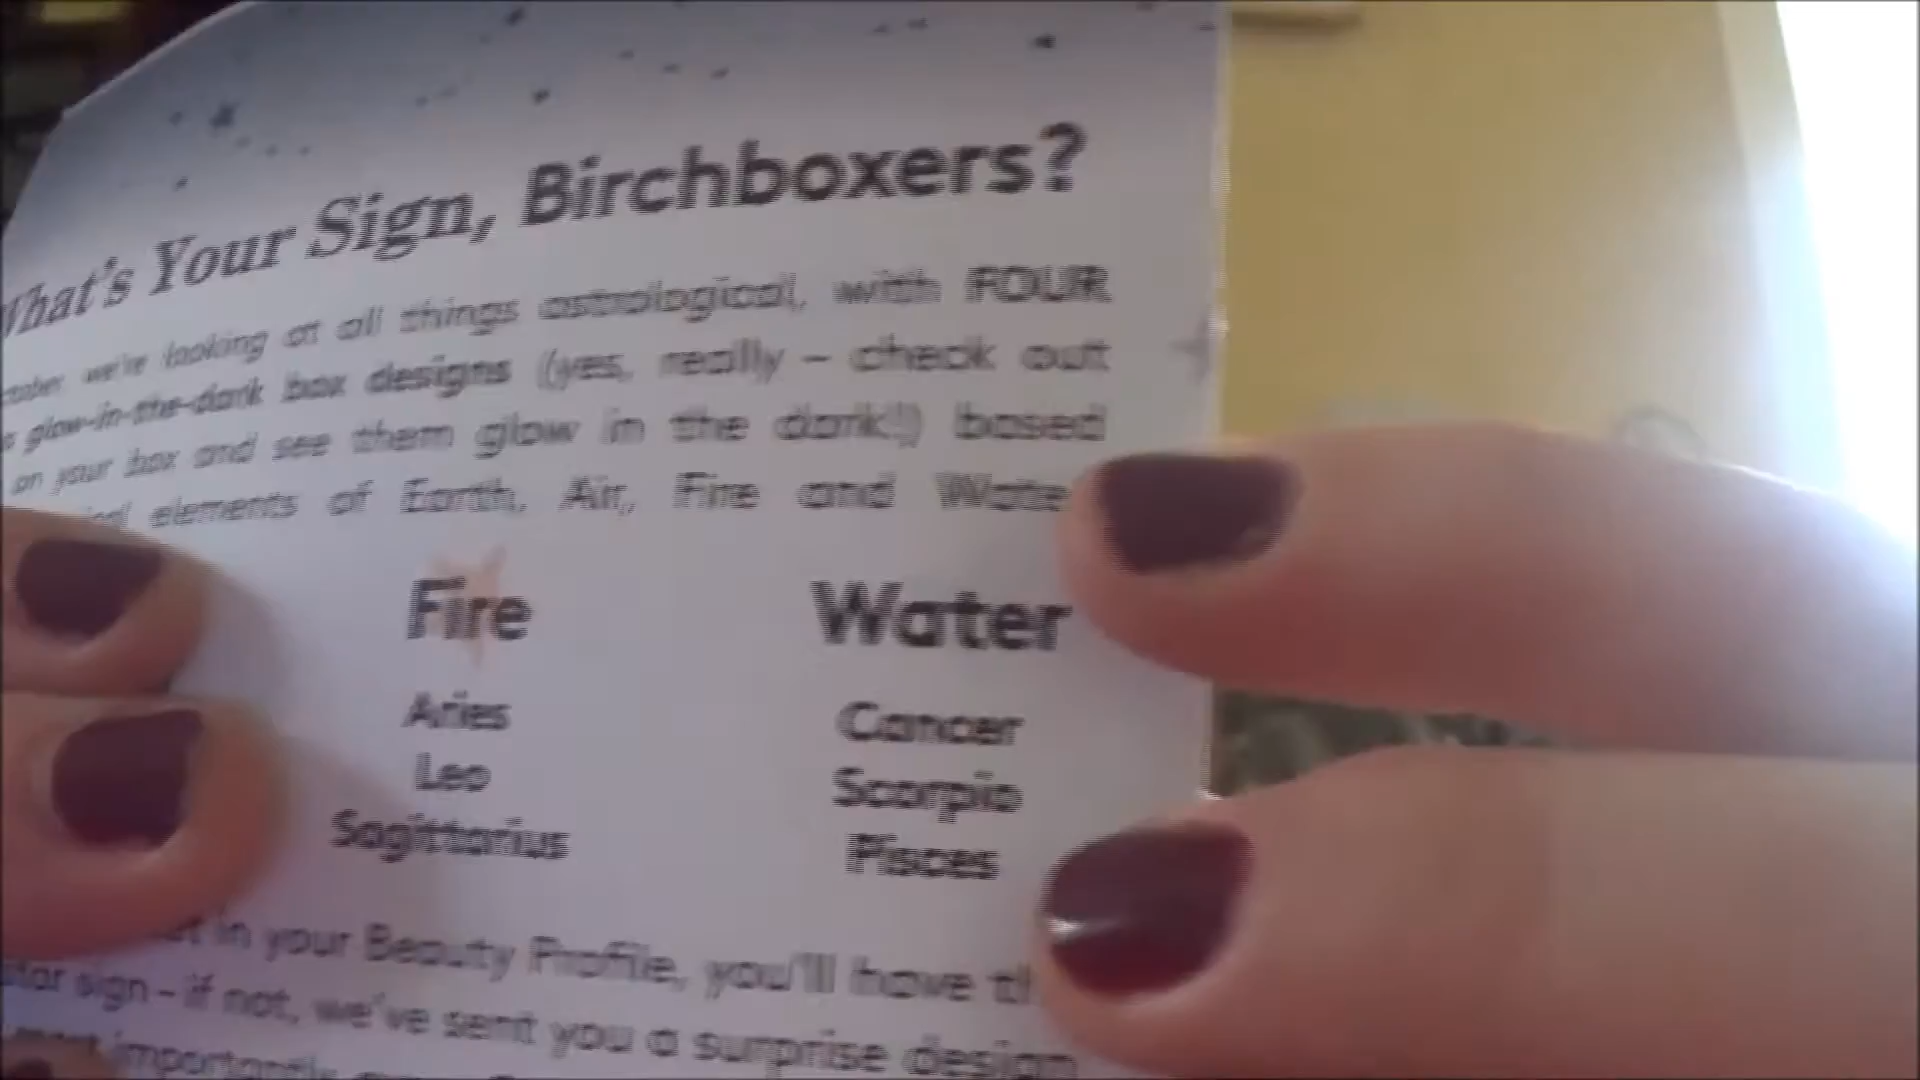 What's Your Sign, Birchboxers?
we're looking at all things astrological, with FOUR
glow-in-the-dark box designs (yes, really – check out
on your box and see them glow in the dark!) based
elements of Earth, Air, Fire and Wate
Fire Water
Aries Cancer
Leo Scorpio
Sagittarius Pisces
in your Beauty Profile, you'll have th
star sign – if not, we've sent you a surprise design
importantly